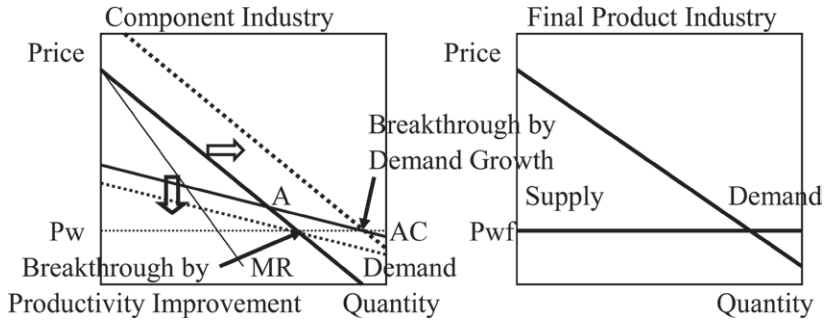 Component Industry
Price
A
Pw
AC
Breakthrough by
MR
Demand
Productivity Improvement
Quantity
Breakthrough by
Demand Growth
Final Product Industry
Price
Supply
Demand
Pwf
Quantity